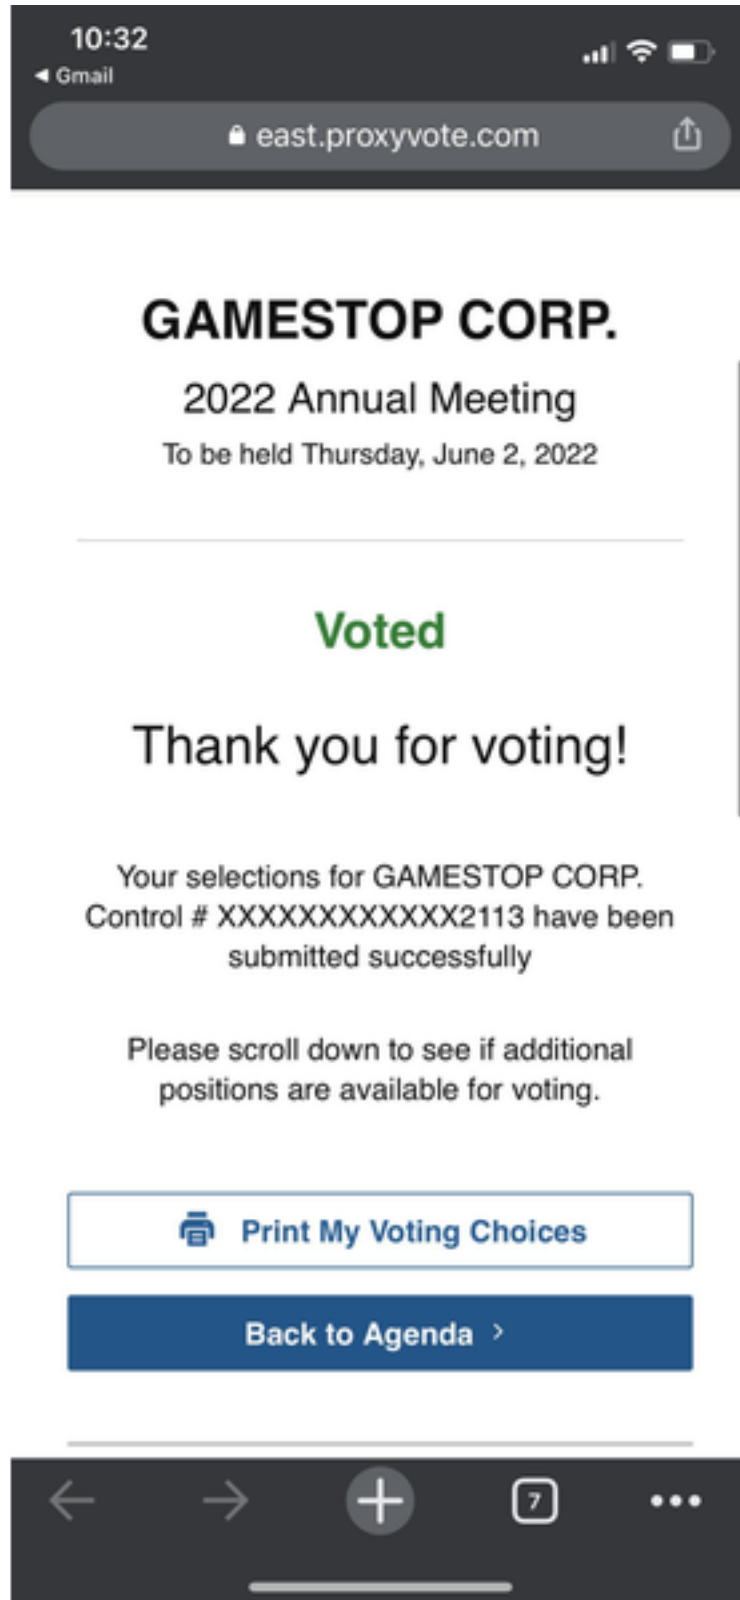 10:32
◀ Gmail
east.proxyvote.com
GAMESTOP CORP.
2022 Annual Meeting
To be held Thursday, June 2, 2022
Voted
Thank you for voting!
Your selections for GAMESTOP CORP.
Control # XXXXXXXXXXXX2113 have been
submitted successfully
Please scroll down to see if additional
positions are available for voting.
Print My Voting Choices
Back to Agenda >
7